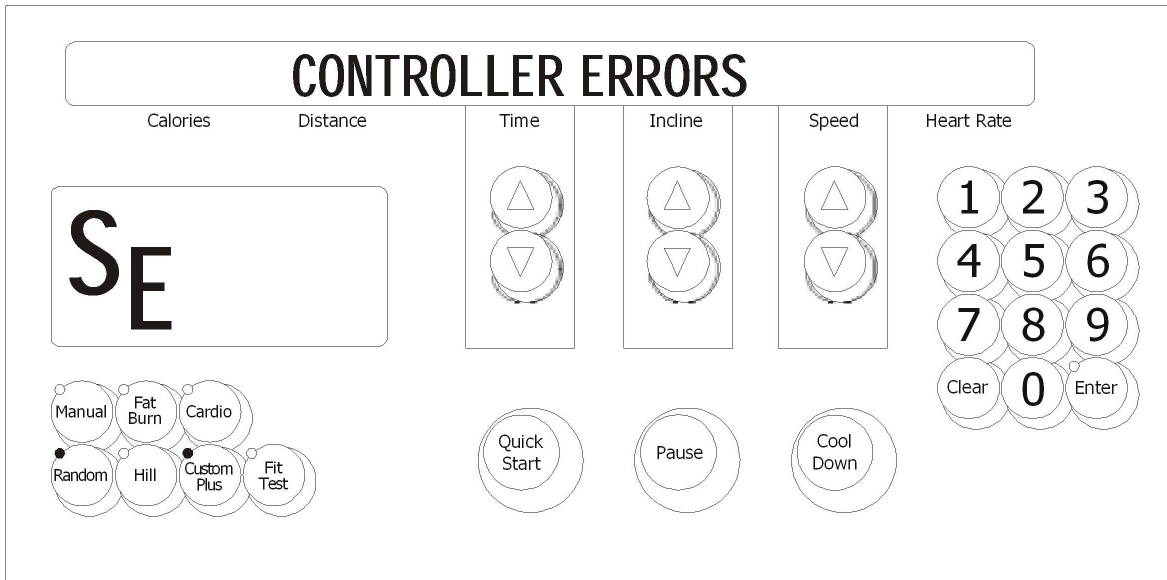 CONTROLLER ERRORS
Calories Distance Time Incline Speed Heart Rate
SE
1 2 3
4 5 6
7 8 9
Clear 0 Enter
Manual Fat Burn Cardio
Random Hill Custom Plus Fit Test
Quick Start Pause Cool Down